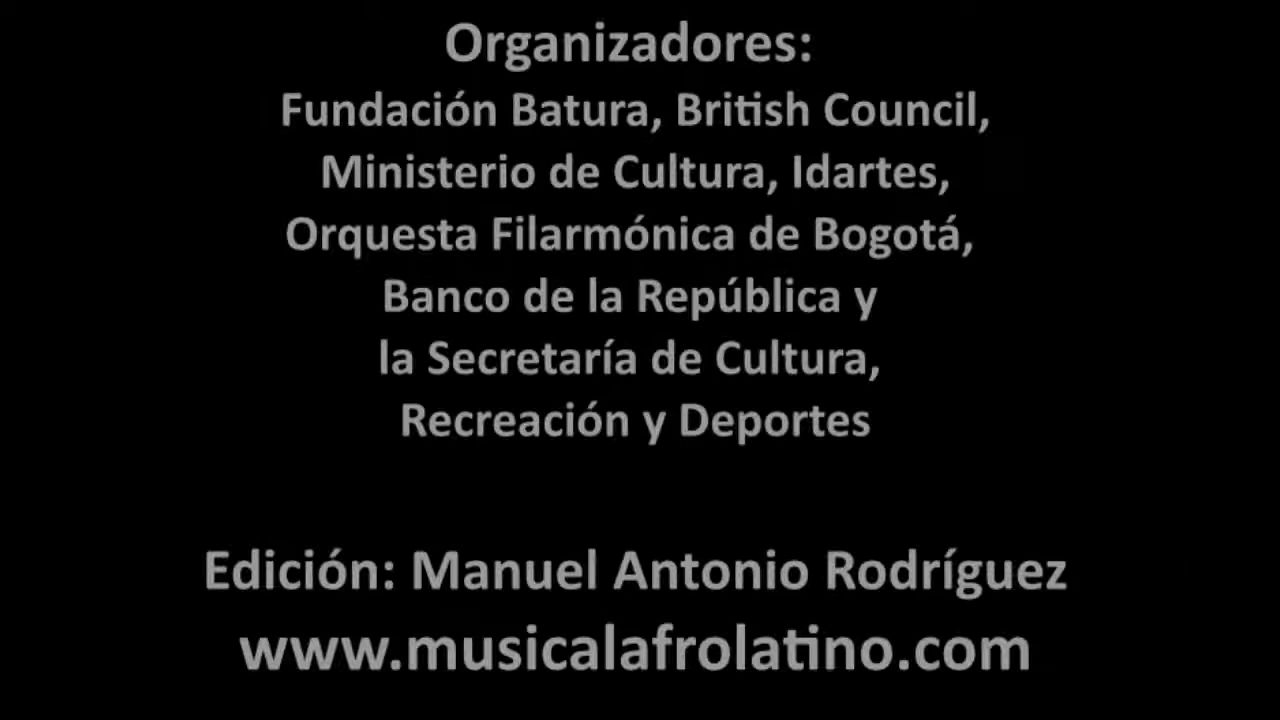 Organizadores:
Fundación Batura, British Council,
Ministerio de Cultura, Idartes,
Orquesta Filarmónica de Bogotá,
Banco de la República y
la Secretaría de Cultura,
Recreación y Deportes
Edición: Manuel Antonio Rodríguez
www.musicalafrolatino.com